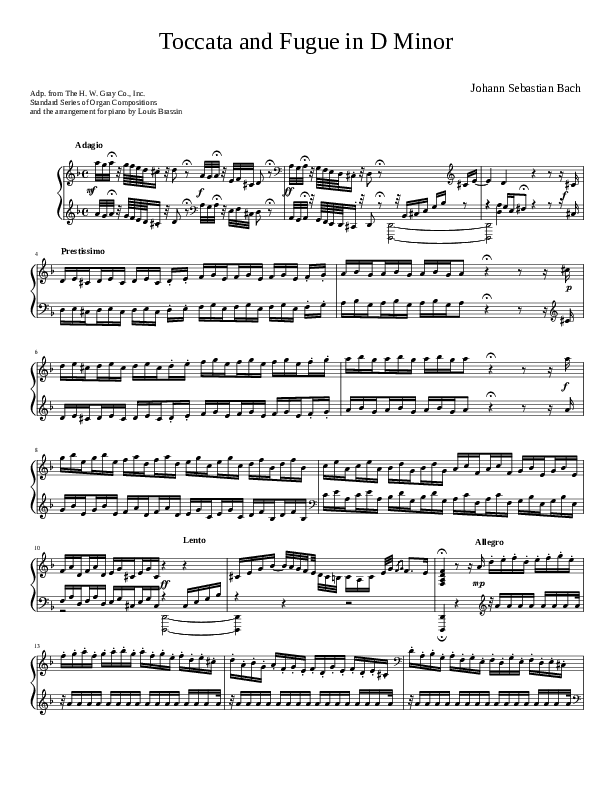 Toccata and Fugue in D Minor
Johann Sebastian Bach
Adp. from The H. W. Gray Co., Inc.
Standard Series of Organ Compositions
and the arrangement for piano by Louis Brassin
Adagio
mf
f
ff
f
4
Prestissimo
p
6
f
8
10
Lento
Allegro
ff
mp
13